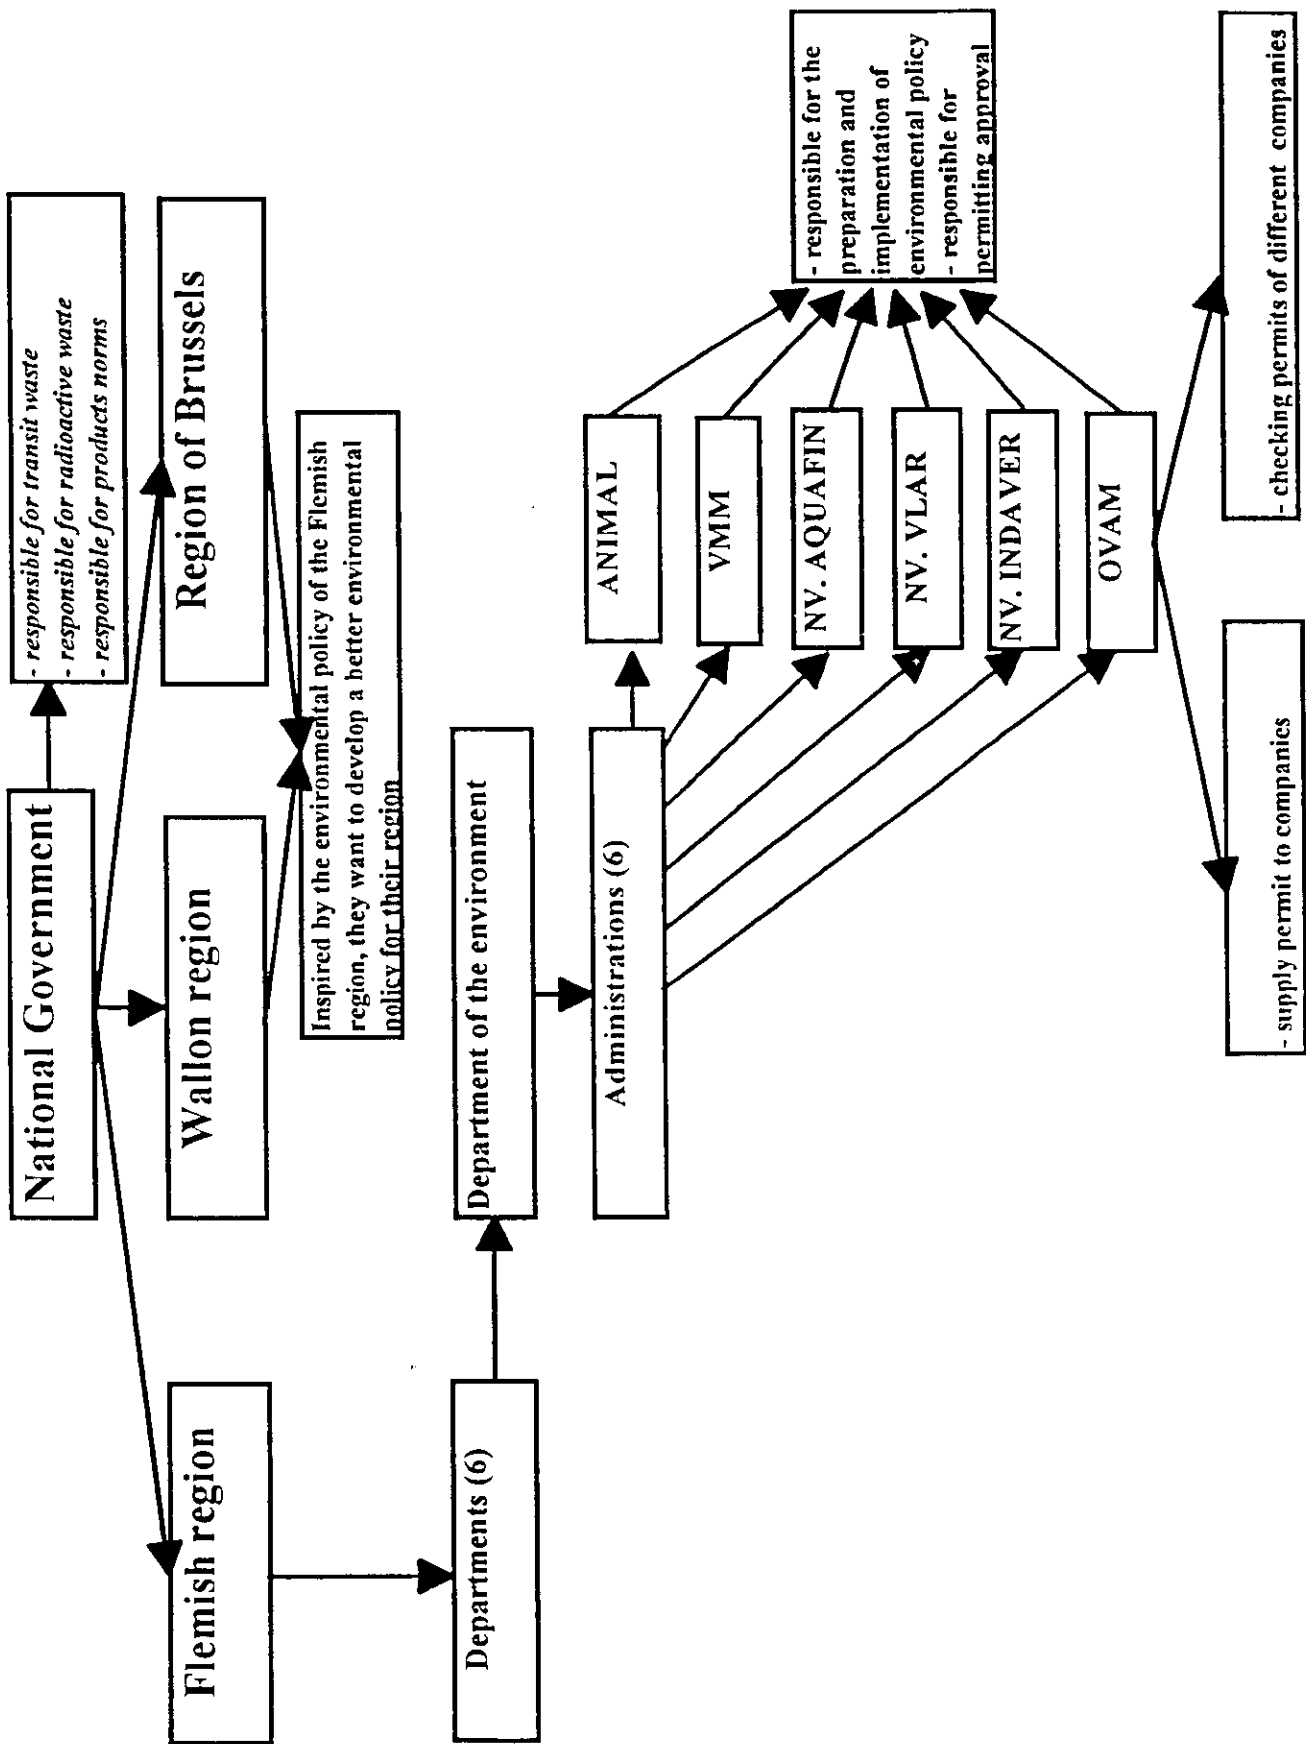 National Government
- responsible for transit waste
- responsible for radioactive waste
- responsible for products norms
Flemish region
Wallon region
Region of Brussels
Inspired by the environmental policy of the Flemish
region, they want to develop a better environmental
policy for their region
Departments (6)
Department of the environment
Administrations (6)
ANIMAL
VMM
NV. AQUAFIN
NV. VLAR
NV. INDAVER
OVAM
- responsible for the
preparation and
implementation of
environmental policy
- responsible for
permitting approval
- supply permit to companies
- checking permits of different companies